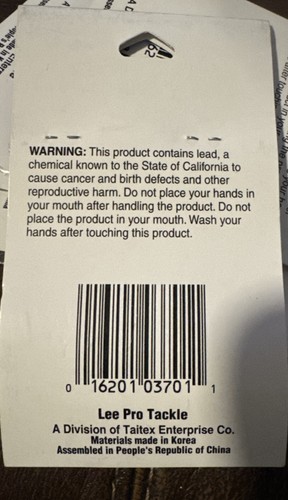 WARNING: This product contains lead, a
chemical known to the State of California to
cause cancer and birth defects and other
reproductive harm. Do not place your hands in
your mouth after handling the product. Do not
place the product in your mouth. Wash your
hands after touching this product.
0 16201 03701 1
Lee Pro Tackle
A Division of Taitex Enterprise Co.
Materials made in Korea
Assembled in People's Republic of China